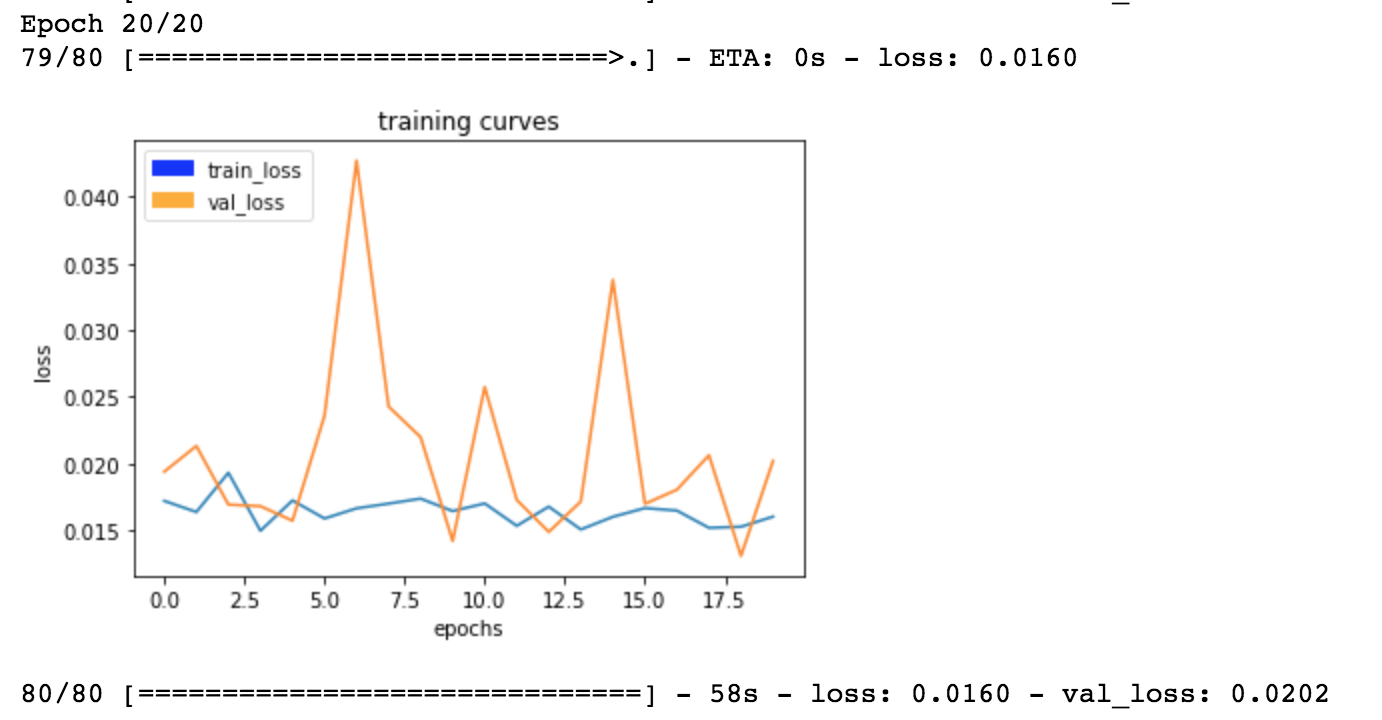 Epoch 20/20
79/80 [============================>.] - ETA: 0s - loss: 0.0160
training curves
train_loss
val_loss
0.040
0.035
0.030
0.025
0.020
0.015
loss
0.0 2.5 5.0 7.5 10.0 12.5 15.0 17.5
epochs
80/80 [==============================] - 58s - loss: 0.0160 - val_loss: 0.0202